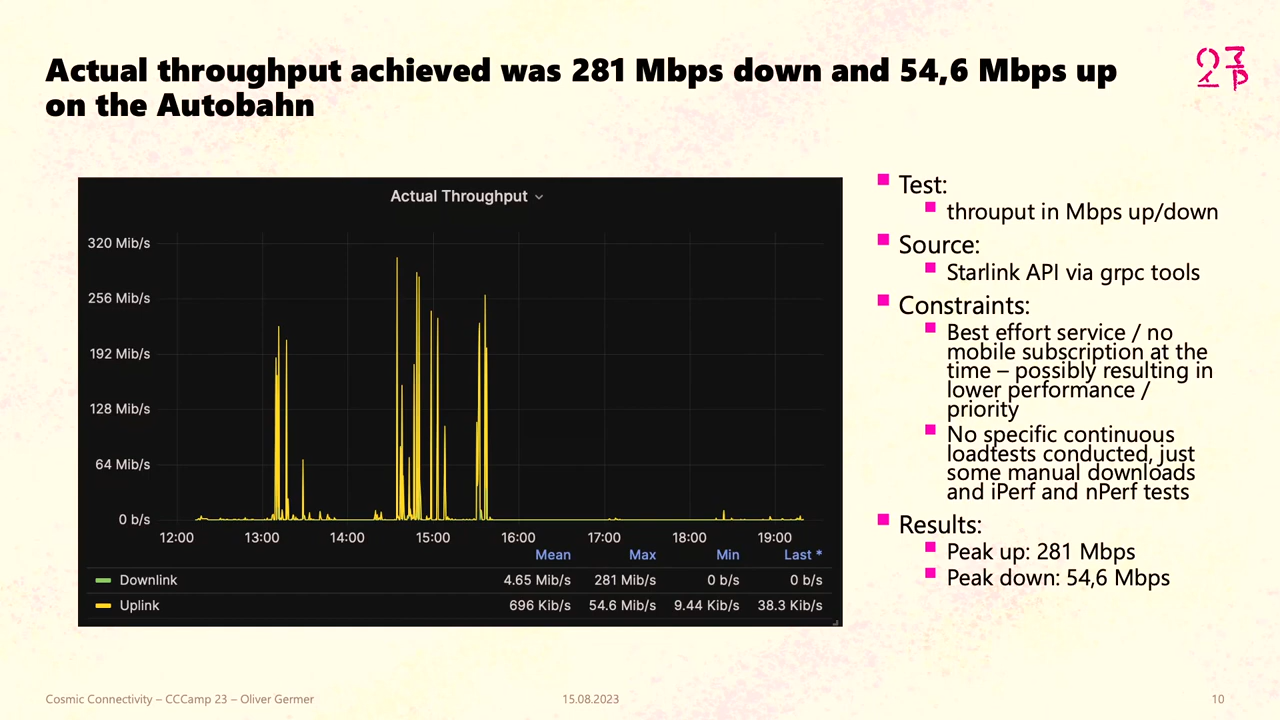 Actual throughput achieved was 281 Mbps down and 54,6 Mbps up
on the Autobahn
Actual Throughput
320 Mib/s
256 Mib/s
192 Mib/s
128 Mib/s
64 Mib/s
0 b/s
12:00 13:00 14:00 15:00 16:00 17:00 18:00 19:00
Mean Max Min Last *
Downlink 4.65 Mib/s 281 Mib/s 0 b/s 0 b/s
Uplink 696 Kib/s 54.6 Mib/s 9.44 Kib/s 38.3 Kib/s
Test:
throuput in Mbps up/down
Source:
Starlink API via grpc tools
Constraints:
Best effort service / no
mobile subscription at the
time – possibly resulting in
lower performance /
priority
No specific continuous
loadtests conducted, just
some manual downloads
and iPerf and nPerf tests
Results:
Peak up: 281 Mbps
Peak down: 54,6 Mbps
Cosmic Connectivity – CCCamp 23 – Oliver Germer
15.08.2023
10